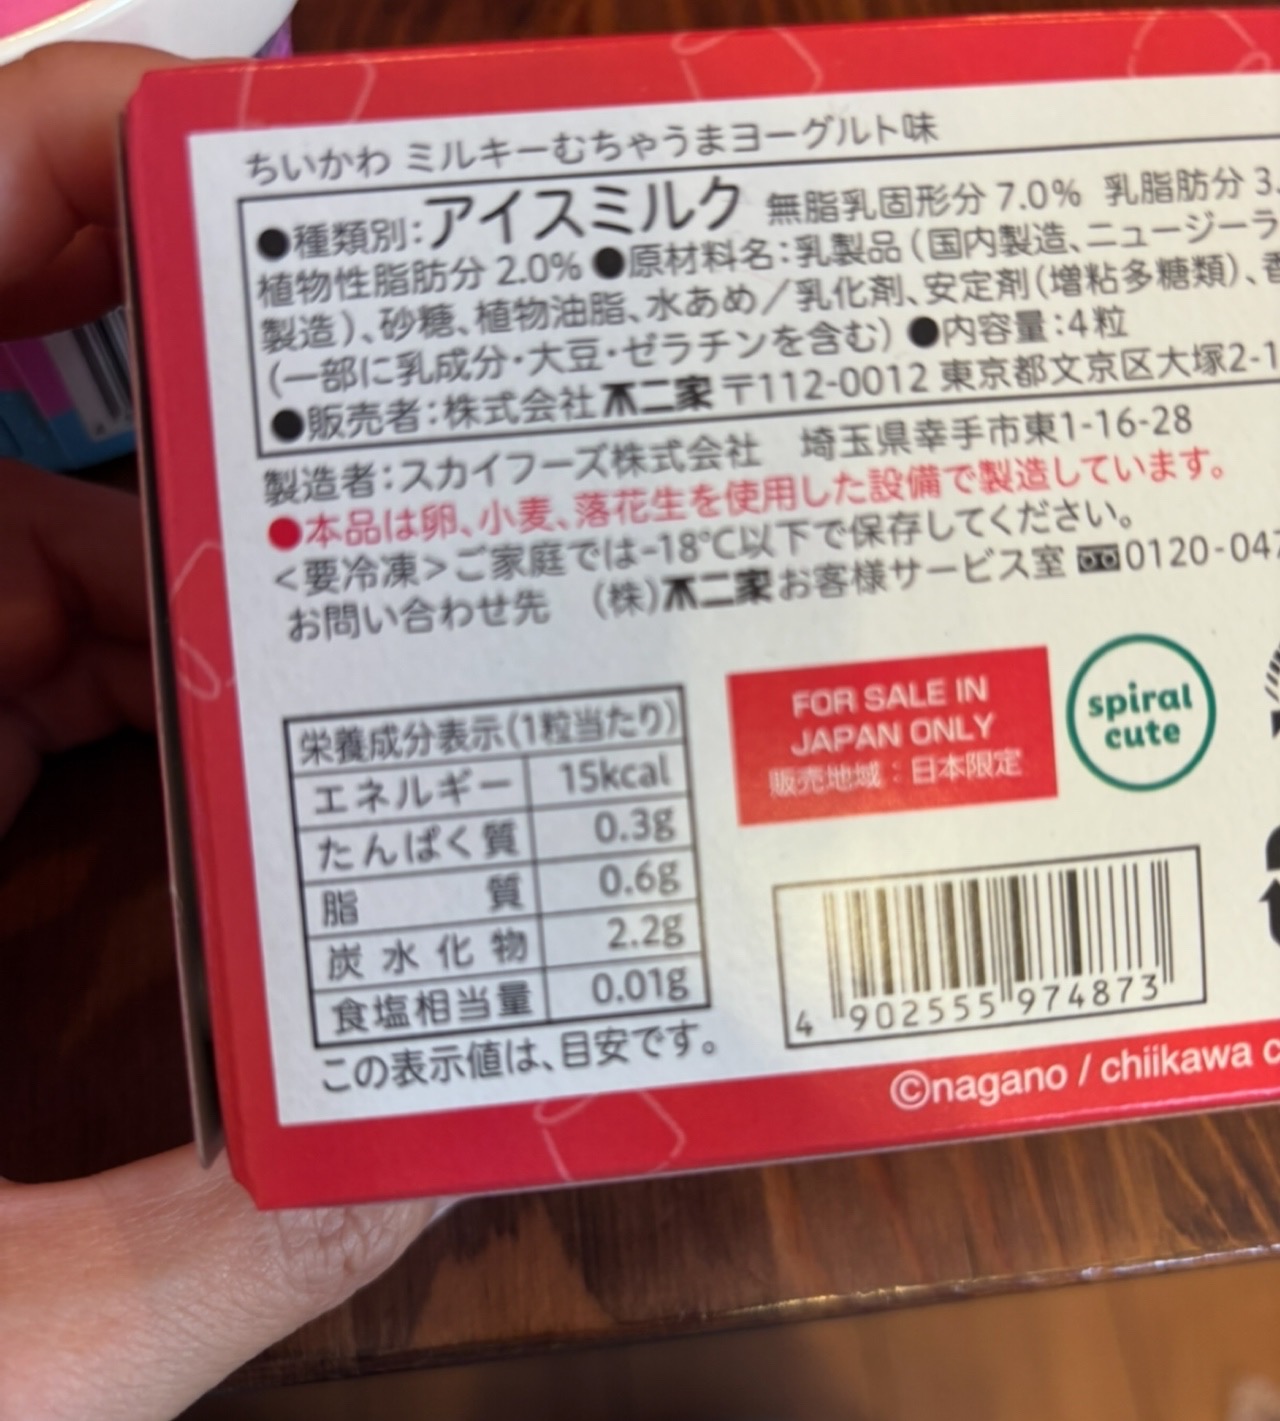 ちいかわ ミルキーむちゃうまヨーグルト味
●種類別:アイスミルク 無脂乳固形分 7.0% 乳脂肪分 3.
植物性脂肪分 2.0% ●原材料名:乳製品(国内製造、ニュージーラ
製造)、砂糖、植物油脂、水あめ/乳化剤、安定剤(増粘多糖類)、香
(一部に乳成分・大豆・ゼラチンを含む) ●内容量:4粒
●販売者:株式会社不二家 〒112-0012 東京都文京区大塚2-1
製造者:スカイフーズ株式会社 埼玉県幸手市東1-16-28
●本品は卵、小麦、落花生を使用した設備で製造しています。
<要冷凍>ご家庭では-18℃以下で保存してください。
お問い合わせ先 (株)不二家お客様サービス室 0120-047
栄養成分表示(1粒当たり)
エネルギー 15kcal
たんぱく質 0.3g
脂質 0.6g
炭水化物 2.2g
食塩相当量 0.01g
この表示値は、目安です。
FOR SALE IN
JAPAN ONLY
販売地域:日本限定
spiral
cute
4 902555 974873
©nagano / chiikawa c